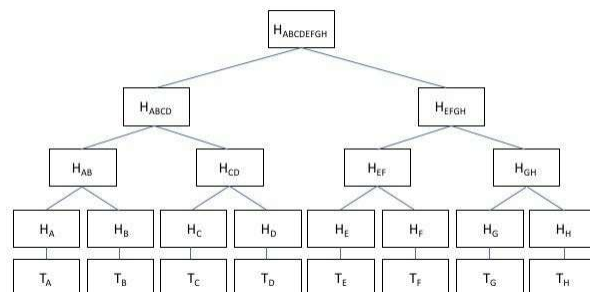 H_ABCDEFGH
H_ABCD H_EFGH
H_AB H_CD H_EF H_GH
H_A H_B H_C H_D H_E H_F H_G H_H
T_A T_B T_C T_D T_E T_F T_G T_H